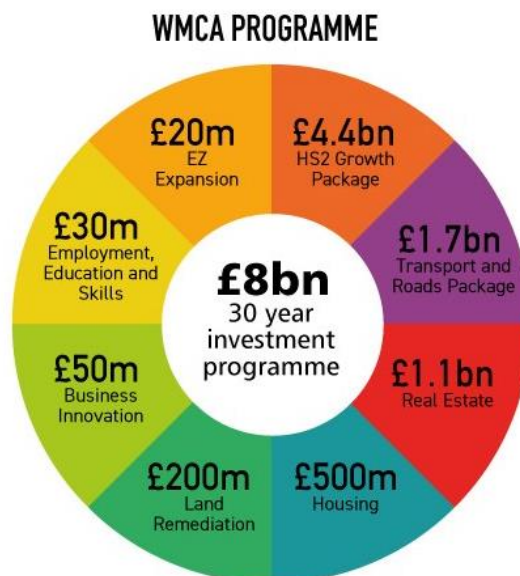 WMCA PROGRAMME
£4.4bn
HS2 Growth
Package
£1.7bn
Transport and
Roads Package
£1.1bn
Real Estate
£500m
Housing
£200m
Land
Remediation
£50m
Business
Innovation
£30m
Employment,
Education and
Skills
£20m
EZ
Expansion
£8bn
30 year
investment
programme